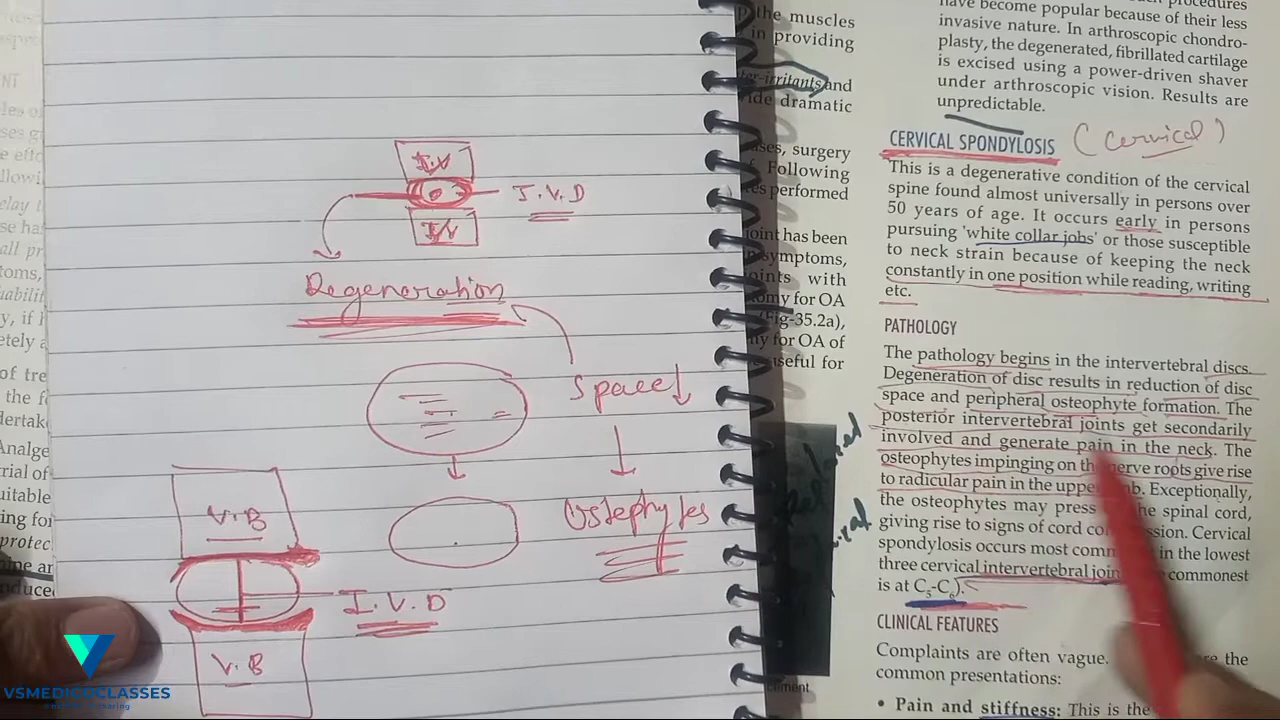 I.V
I.V.D
I.V
Degeneration
Space↓
Ostephytes
V.B
I.V.D
V.B
VSMEDICOCLASSES
the muscles
in providing
ter-irritants and
dramatic
surgery
Following
performed
joint has been
symptoms,
joints with
for OA
(Fig-35.2a),
for OA of
useful for
have become popular because of their less
invasive nature. In arthroscopic chondro-
plasty, the degenerated, fibrillated cartilage
is excised using a power-driven shaver
under arthroscopic vision. Results are
unpredictable.
CERVICAL SPONDYLOSIS (Cervical)
This is a degenerative condition of the cervical
spine found almost universally in persons over
50 years of age. It occurs early in persons
pursuing 'white collar jobs' or those susceptible
to neck strain because of keeping the neck
constantly in one position while reading, writing
etc.
PATHOLOGY
The pathology begins in the intervertebral discs.
Degeneration of disc results in reduction of disc
space and peripheral osteophyte formation. The
posterior intervertebral joints get secondarily
involved and generate pain in the neck. The
osteophytes impinging on the nerve roots give rise
to radicular pain in the upper limb. Exceptionally,
the osteophytes may press the spinal cord,
giving rise to signs of cord compression. Cervical
spondylosis occurs most commonly in the lowest
three cervical intervertebral joints commonest
is at C5-C6).
CLINICAL FEATURES
Complaints are often vague. the
common presentations:
• Pain and stiffness: This is the